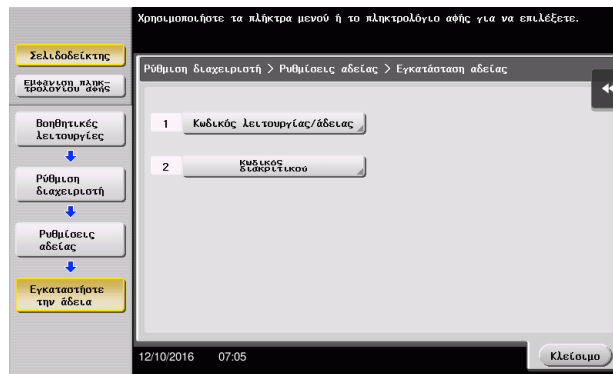 Χρησιμοποιήστε τα πλήκτρα μενού ή το πληκτρολόγιο αφής για να επιλέξετε.
Σελιδοδείκτης
Εμφάνιση πληκ-
τρολογίου αφής
Βοηθητικές
λειτουργίες
Ρύθμιση
διαχειριστή
Ρυθμίσεις
αδείας
Εγκαταστήστε
την άδεια
Ρύθμιση διαχειριστή > Ρυθμίσεις αδείας > Εγκατάσταση αδείας
1 Κωδικός λειτουργίας/άδειας
2 Κωδικός
διακριτικού
12/10/2016 07:05
Κλείσιμο